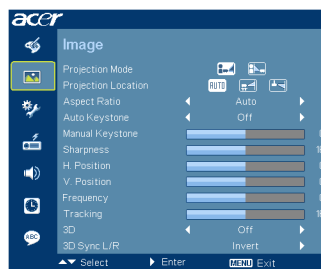 acer
Image
Projection Mode
Projection Location AUTO
Aspect Ratio Auto
Auto Keystone Off
Manual Keystone
Sharpness
H. Position
V. Position
Frequency
Tracking
3D Off
3D Sync L/R Invert
ABC
Select Enter MENU Exit